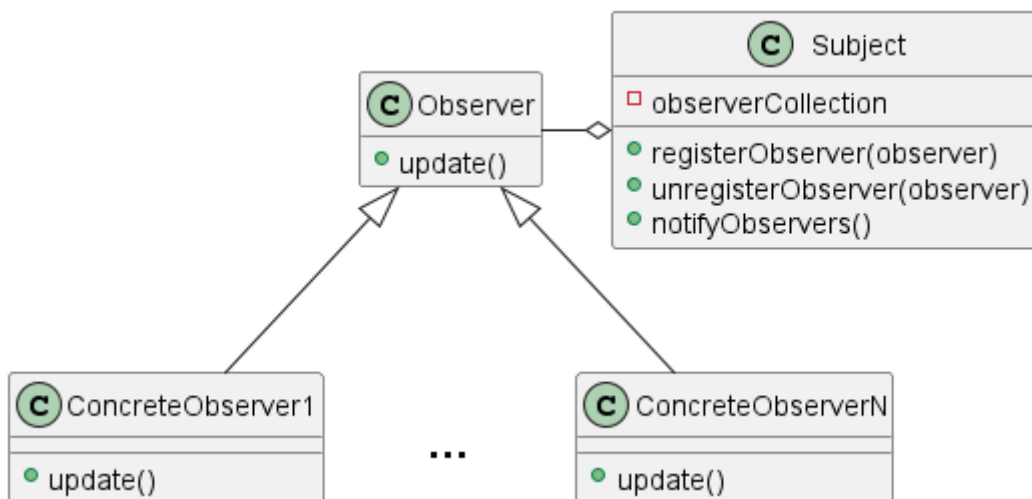 C Subject
observerCollection
registerObserver(observer)
unregisterObserver(observer)
notifyObservers()
C Observer
update()
C ConcreteObserver1
update()
...
C ConcreteObserverN
update()